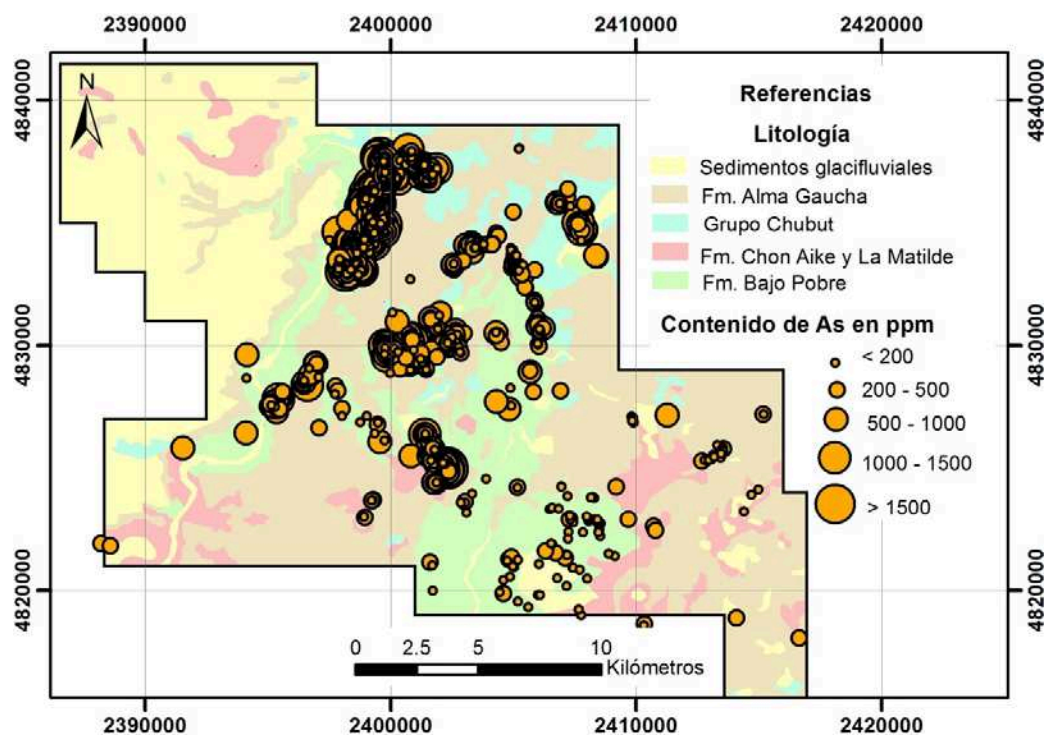 2390000 2400000 2410000 2420000
4840000 4840000
N
Referencias
Litología
Sedimentos glacifluviales
Fm. Alma Gaucha
Grupo Chubut
Fm. Chon Aike y La Matilde
Fm. Bajo Pobre
Contenido de As en ppm
< 200
200 - 500
500 - 1000
1000 - 1500
> 1500
4830000 4830000
4820000 4820000
0 2.5 5 10
Kilómetros
2390000 2400000 2410000 2420000